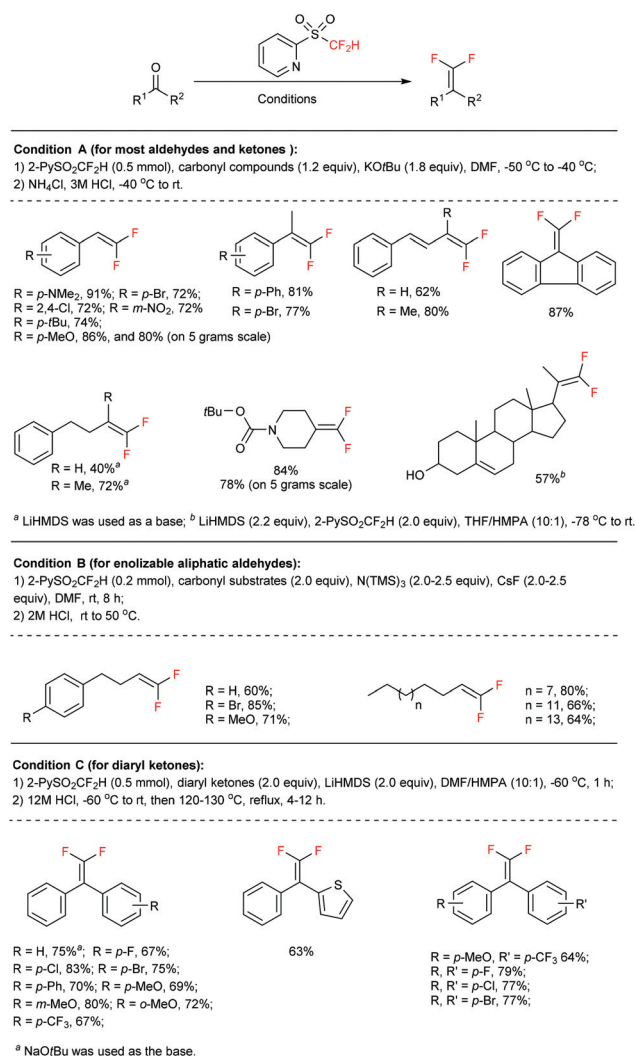 O O
S
CF2H
N
O
R1 R2
Conditions
F F
R1 R2
Condition A (for most aldehydes and ketones ):
1) 2-PySO2CF2H (0.5 mmol), carbonyl compounds (1.2 equiv), KOtBu (1.8 equiv), DMF, -50 °C to -40 °C;
2) NH4Cl, 3M HCl, -40 °C to rt.
R F F
R = p-NMe2, 91%; R = p-Br, 72%;
R = 2,4-Cl, 72%; R = m-NO2, 72%
R = p-tBu, 74%;
R = p-MeO, 86%, and 80% (on 5 grams scale)
R F F
R = p-Ph, 81%
R = p-Br, 77%
R F F
R = H, 62%
R = Me, 80%
F F
87%
R F F
R = H, 40%a
R = Me, 72%a
tBu O O N F F
84%
78% (on 5 grams scale)
HO F F
57%b
a LiHMDS was used as a base; b LiHMDS (2.2 equiv), 2-PySO2CF2H (2.0 equiv), THF/HMPA (10:1), -78 °C to rt.
Condition B (for enolizable aliphatic aldehydes):
1) 2-PySO2CF2H (0.2 mmol), carbonyl substrates (2.0 equiv), N(TMS)3 (2.0-2.5 equiv), CsF (2.0-2.5
equiv), DMF, rt, 8 h;
2) 2M HCl, rt to 50 °C.
R F F
R = H, 60%;
R = Br, 85%;
R = MeO, 71%;
n F F
n = 7, 80%;
n = 11, 66%;
n = 13, 64%;
Condition C (for diaryl ketones):
1) 2-PySO2CF2H (0.5 mmol), diaryl ketones (2.0 equiv), LiHMDS (2.0 equiv), DMF/HMPA (10:1), -60 °C, 1 h;
2) 12M HCl, -60 °C to rt, then 120-130 °C, reflux, 4-12 h.
F F
R
R = H, 75%a; R = p-F, 67%;
R = p-Cl, 83%; R = p-Br, 75%;
R = p-Ph, 70%; R = p-MeO, 69%;
R = m-MeO, 80%; R = o-MeO, 72%;
R = p-CF3, 67%;
F F
S
63%
F F
R R'
R = p-MeO, R' = p-CF3 64%;
R, R' = p-F, 79%;
R, R' = p-Cl, 77%;
R, R' = p-Br, 77%;
a NaOtBu was used as the base.